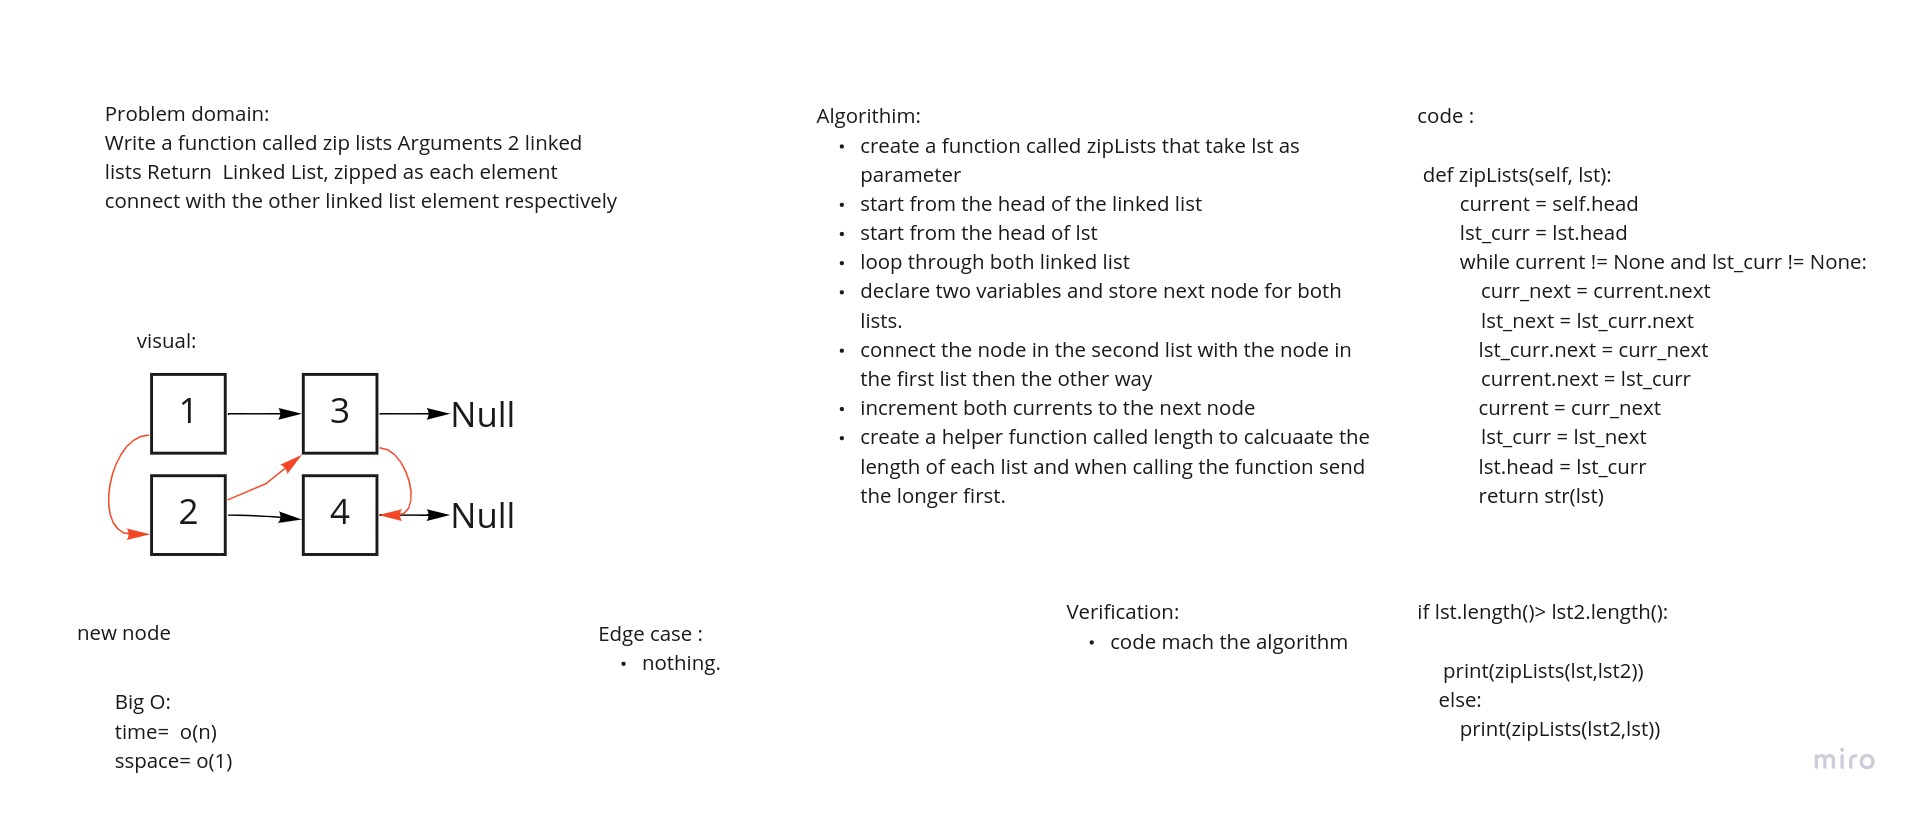 Problem domain:
Write a function called zip lists Arguments 2 linked
lists Return  Linked List, zipped as each element
connect with the other linked list element respectively
visual:
1 3 Null
2 4 Null
new node
Big O:
time=  o(n)
sspace= o(1)
Edge case :
• nothing.
Algorithim:
• create a function called zipLists that take lst as
parameter
• start from the head of the linked list
• start from the head of lst
• loop through both linked list
• declare two variables and store next node for both
lists.
• connect the node in the second list with the node in
the first list then the other way
• increment both currents to the next node
• create a helper function called length to calcuaate the
length of each list and when calling the function send
the longer first.
Verification:
• code mach the algorithm
code :
def zipLists(self, lst):
current = self.head
lst_curr = lst.head
while current != None and lst_curr != None:
curr_next = current.next
lst_next = lst_curr.next
lst_curr.next = curr_next
current.next = lst_curr
current = curr_next
lst_curr = lst_next
lst.head = lst_curr
return str(lst)
if lst.length()> lst2.length():
print(zipLists(lst,lst2))
else:
print(zipLists(lst2,lst))
miro